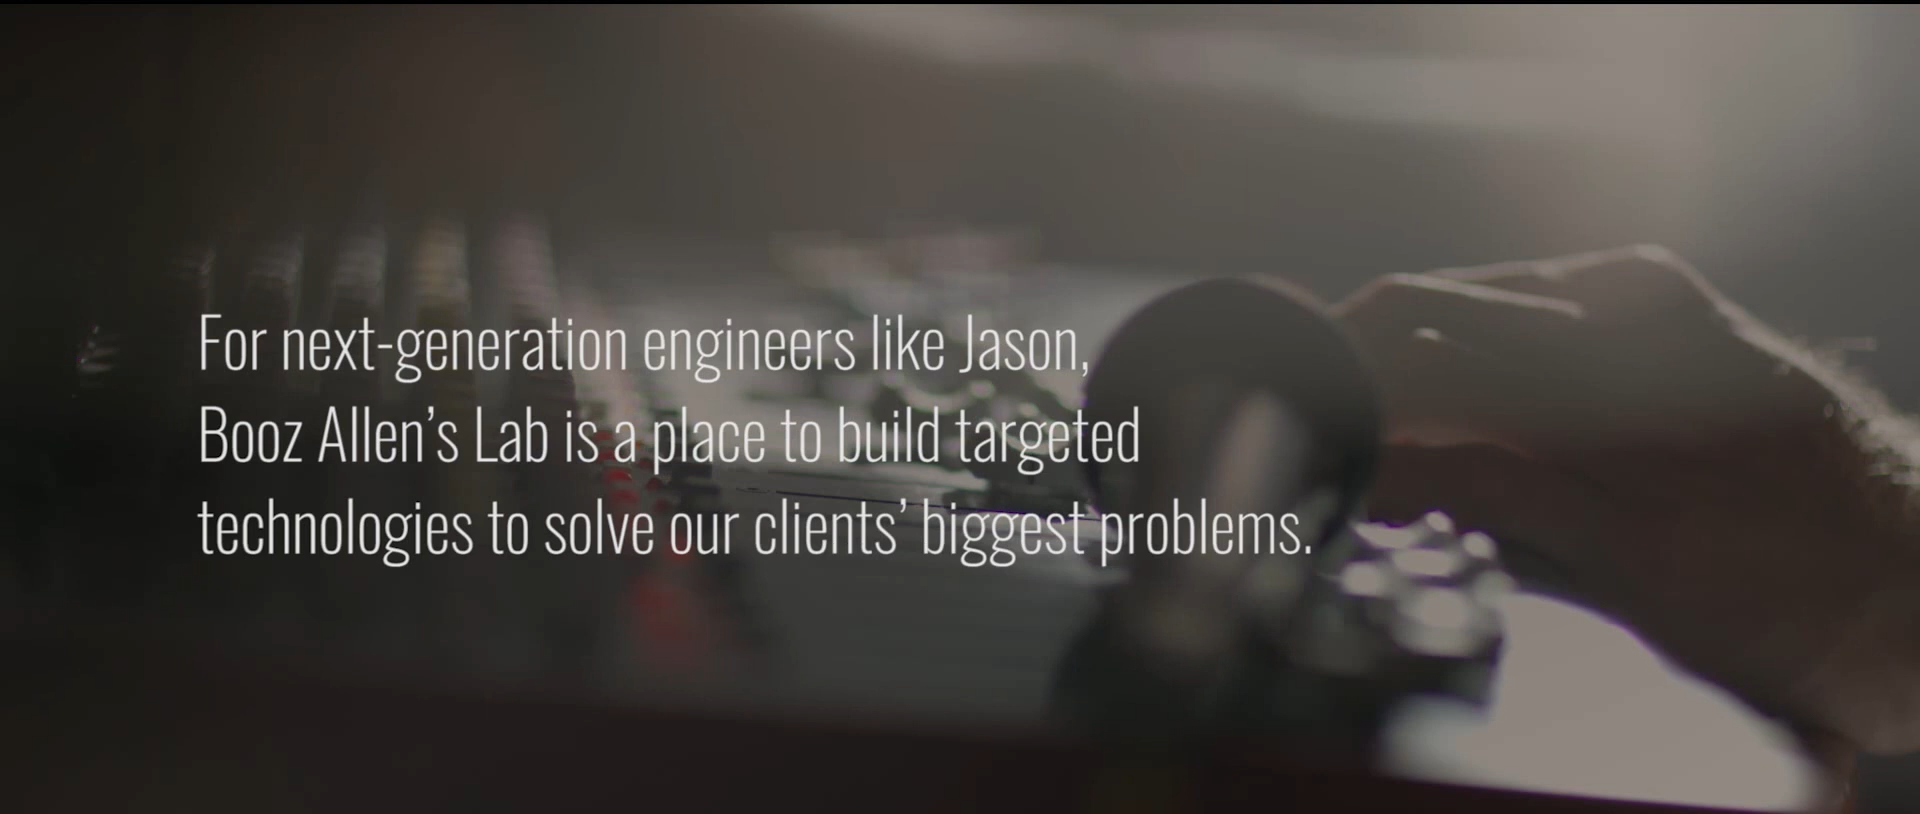 For next-generation engineers like Jason,
Booz Allen’s Lab is a place to build targeted
technologies to solve our clients’ biggest problems.